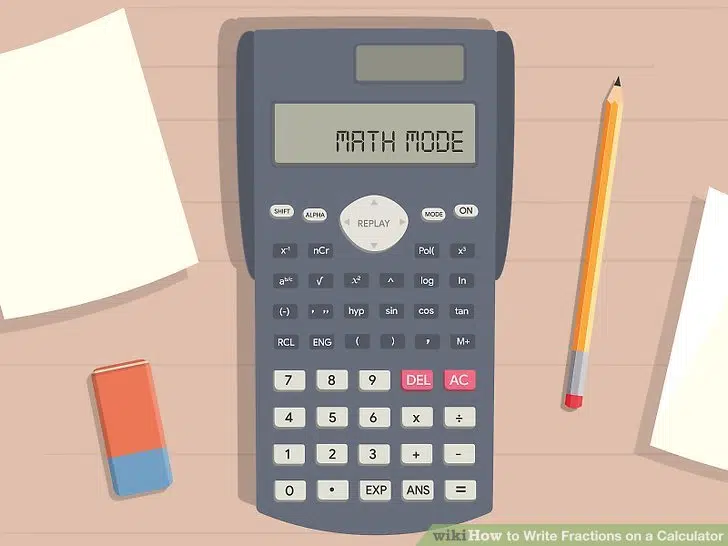 MATH MODE
SHIFT ALPHA REPLAY MODE ON
x⁻¹ nCr Pol( x³
aᵇ/ᶜ √ x² ^ log ln
(-) , ,, hyp sin cos tan
RCL ENG ( ) , M+
7 8 9 DEL AC
4 5 6 x ÷
1 2 3 + -
0 • EXP ANS =
wikiHow to Write Fractions on a Calculator